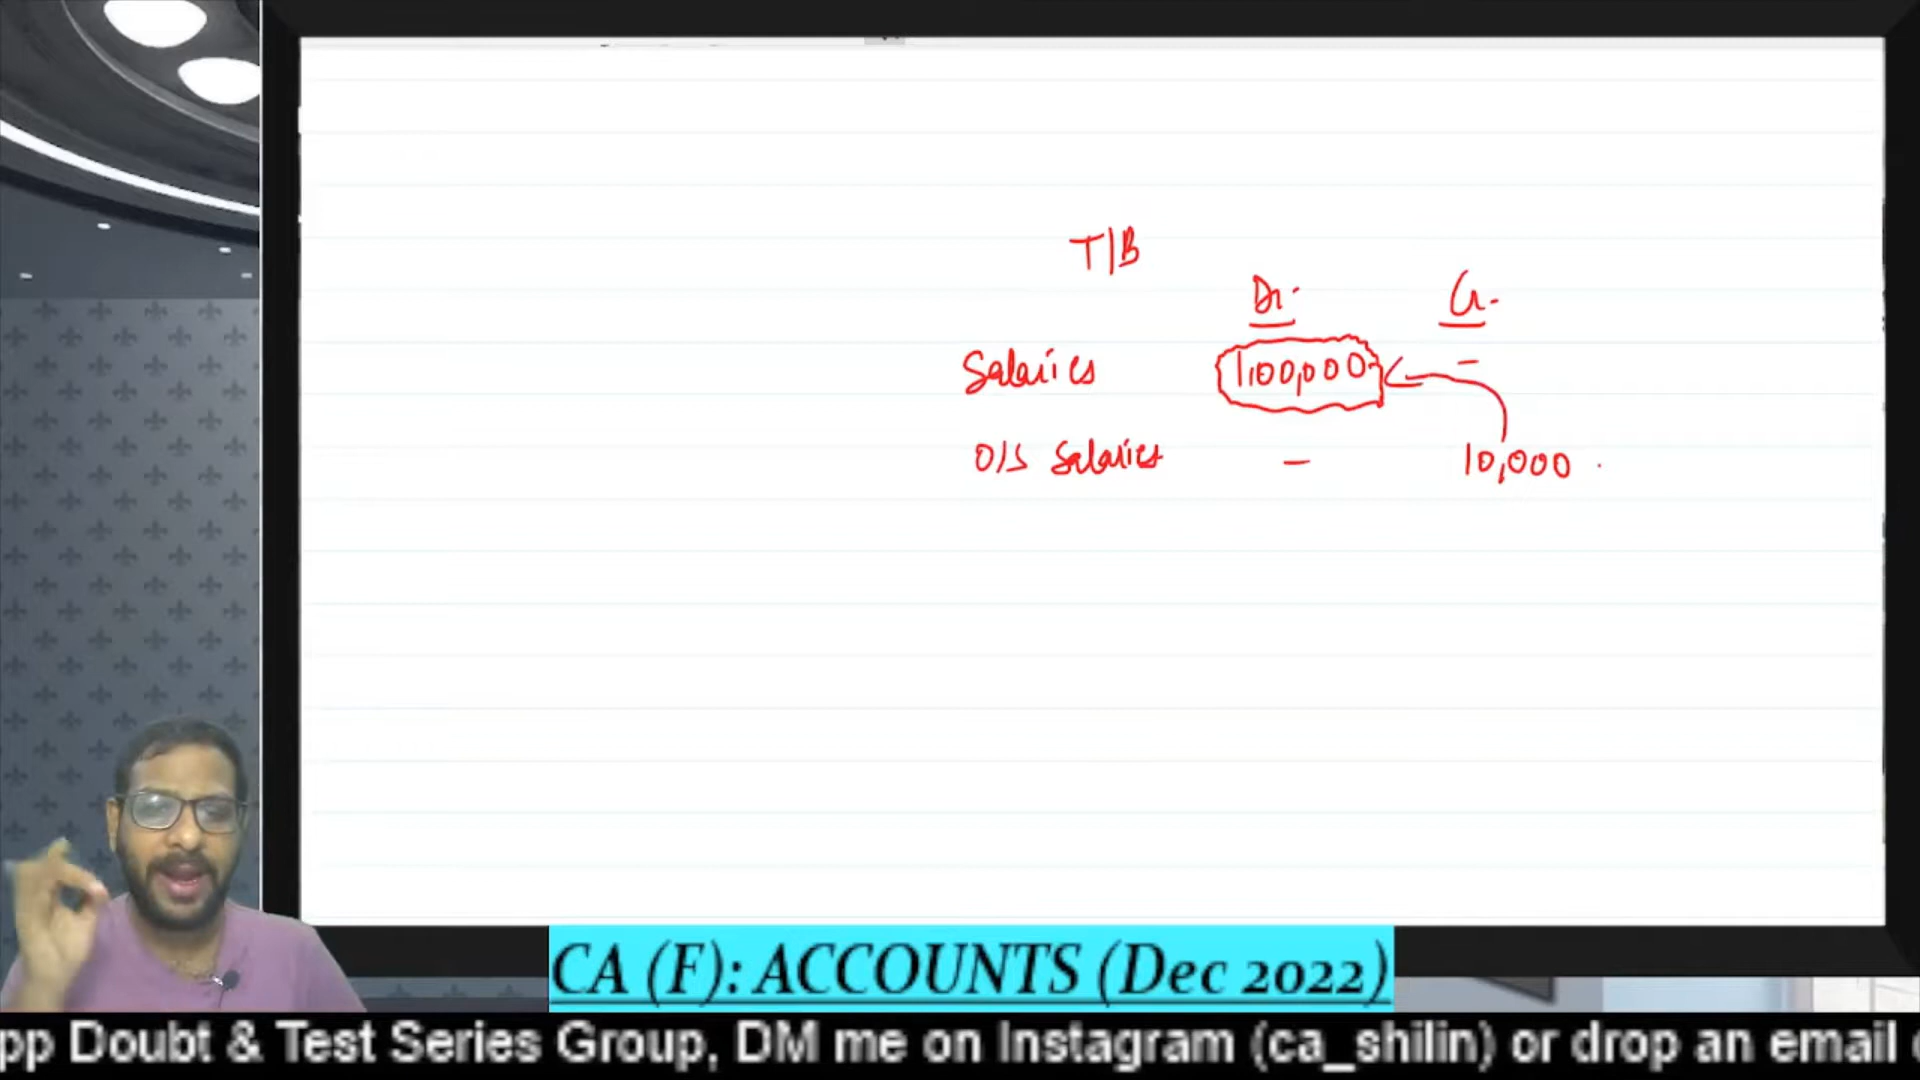 T/B
Dr. Cr.
Salaries 1,00,000 -
O/S Salaries - 10,000
CA (F): ACCOUNTS (Dec 2022)
pp Doubt & Test Series Group, DM me on Instagram (ca_shilin) or drop an email